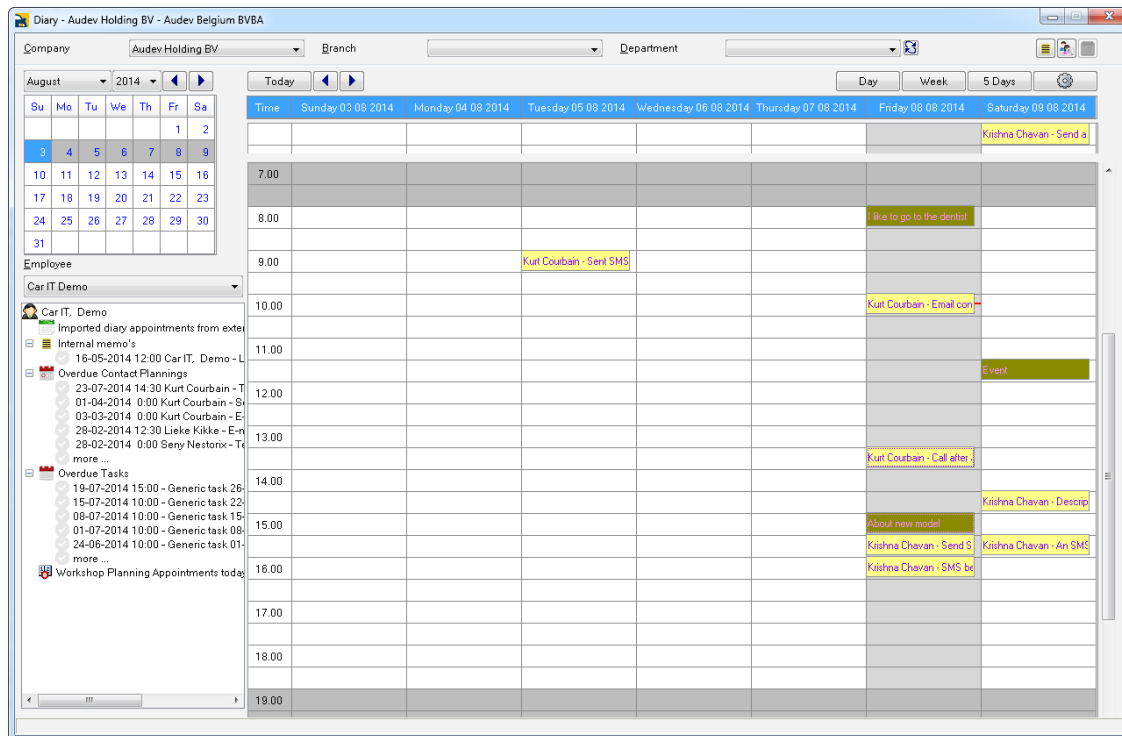 Diary - Audev Holding BV - Audev Belgium BVBA
Company Audev Holding BV Branch Department
August 2014 Today Day Week 5 Days
Su Mo Tu We Th Fr Sa
1 2
3 4 5 6 7 8 9
10 11 12 13 14 15 16
17 18 19 20 21 22 23
24 25 26 27 28 29 30
31
Employee
Car IT Demo
Car IT, Demo
Imported diary appointments from exter
Internal memo's
16-05-2014 12:00 Car IT, Demo - L
Overdue Contact Plannings
23-07-2014 14:30 Kurt Courbain - T
01-04-2014 0:00 Kurt Courbain - S
03-03-2014 0:00 Kurt Courbain - E-
28-02-2014 12:30 Lieke Kikke - E-n
28-02-2014 0:00 Seny Nestorix - Te
more ...
Overdue Tasks
19-07-2014 15:00 - Generic task 26-
15-07-2014 10:00 - Generic task 22-
08-07-2014 10:00 - Generic task 15-
01-07-2014 10:00 - Generic task 08-
24-06-2014 10:00 - Generic task 01-
more ...
Workshop Planning Appointments today
Time Sunday 03 08 2014 Monday 04 08 2014 Tuesday 05 08 2014 Wednesday 06 08 2014 Thursday 07 08 2014 Friday 08 08 2014 Saturday 09 08 2014
Krishna Chavan - Send a
7.00
8.00 I like to go to the dentist
9.00 Kurt Courbain - Sent SMS
10.00 Kurt Courbain - Email con
11.00
Event
12.00
13.00
Kurt Courbain - Call after
14.00
Krishna Chavan - Descrip
15.00 About new model
Krishna Chavan - Send S Krishna Chavan - An SMS
16.00 Krishna Chavan - SMS be
17.00
18.00
19.00